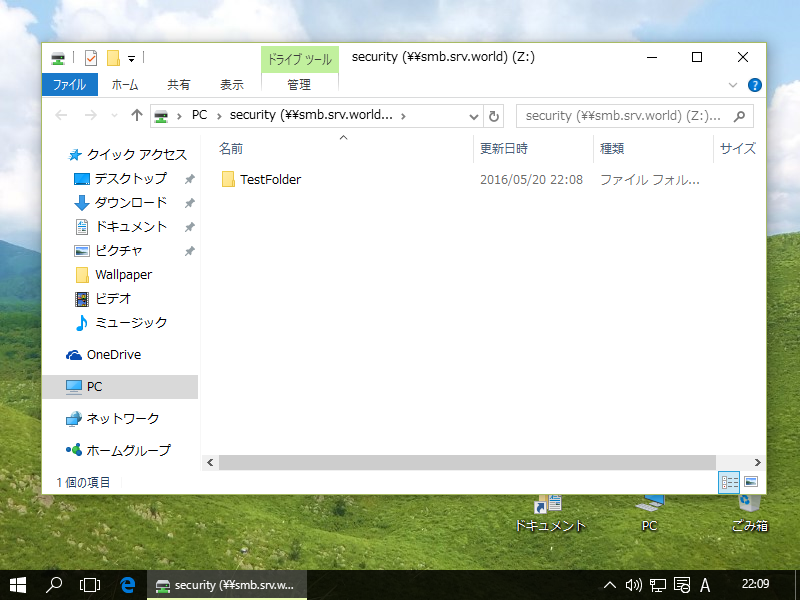 ドライブ ツール
security (¥¥smb.srv.world) (Z:)
ファイル
ホーム
共有
表示
管理
?
PC
security (¥¥smb.srv.world...
security (¥¥smb.srv.world) (Z:)...
名前
更新日時
種類
サイズ
TestFolder
2016/05/20 22:08
ファイル フォル...
クイック アクセス
デスクトップ
ダウンロード
ドキュメント
ピクチャ
Wallpaper
ビデオ
ミュージック
OneDrive
PC
ネットワーク
ホームグループ
1 個の項目
ドキュメント
PC
ごみ箱
security (¥¥smb.srv.w...
A
22:09